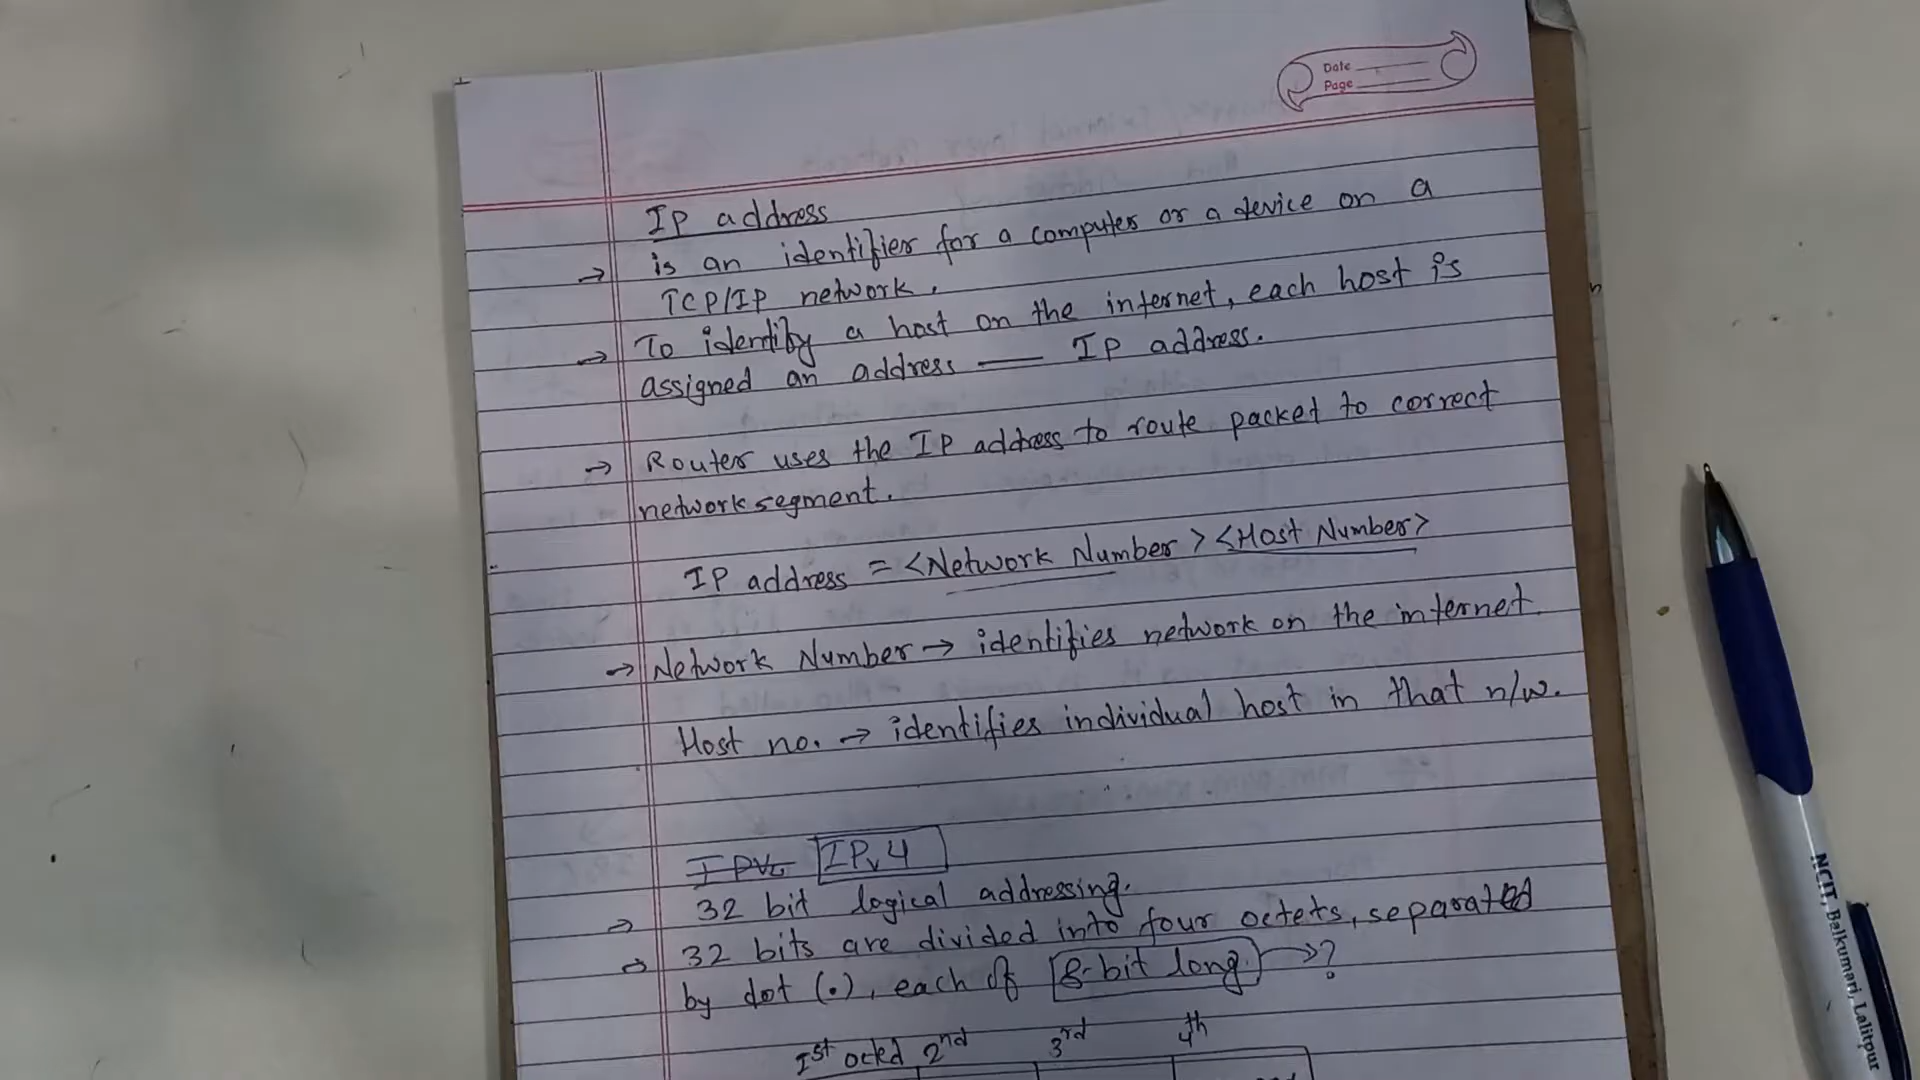 Date
Page
IP address
→ is an identifier for a computer or a device on a
TCP/IP network.
→ To identify a host on the internet, each host is
assigned an address — IP address.
→ Router uses the IP address to route packet to correct
network segment.
IP address = <Network Number> <Host Number>
→ Network Number → identifies network on the internet.
Host no. → identifies individual host in that n/w.
IPv4
→ 32 bit logical addressing.
→ 32 bits are divided into four octets, separated
by dot (.), each of 8-bit long. →?
1st octed 2nd 3rd 4th
NCIT, Balkumari, Lalitpur